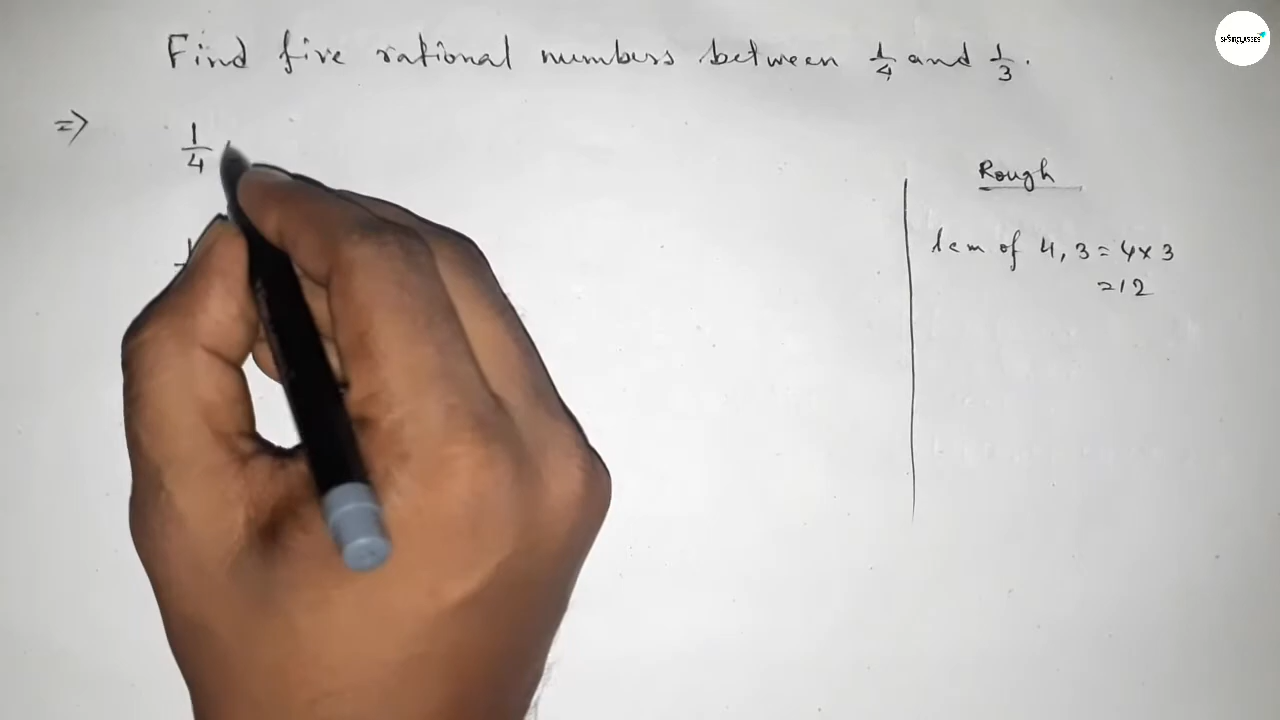 Find five rational numbers between 1/4 and 1/3.
=> 1/4
Rough
lcm of 4, 3 = 4 x 3
= 12
SHSIRCLASSES